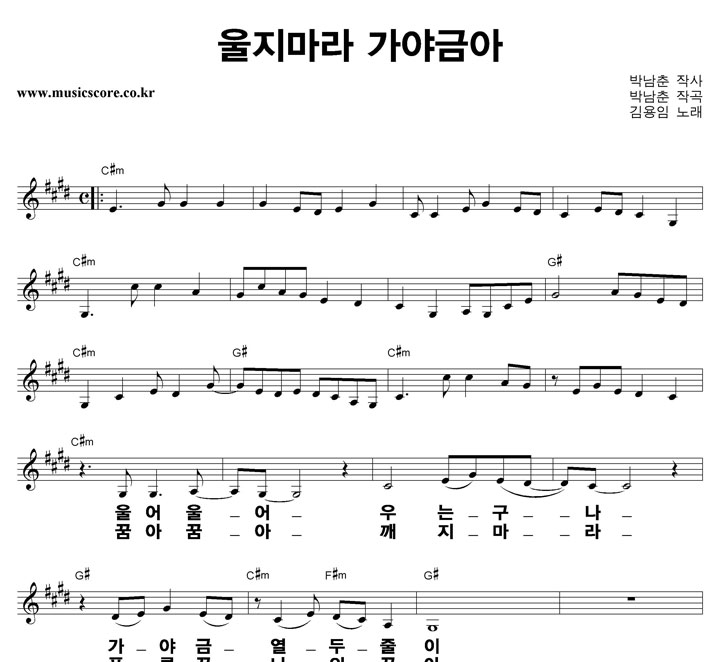 울지마라 가야금아
www.musicscore.co.kr
박남춘 작사
박남춘 작곡
김용임 노래
C#m
C#m G#
C#m G# C#m
C#m
울 어 울 _ 어 _ 우 는 _ 구 _ 나 _
꿈 아 꿈 _ 아 _ 깨 지 _ 마 _ 라 _
G# C#m F#m G#
가 _ 야 금 _ 열 _ 두 _ 줄 이